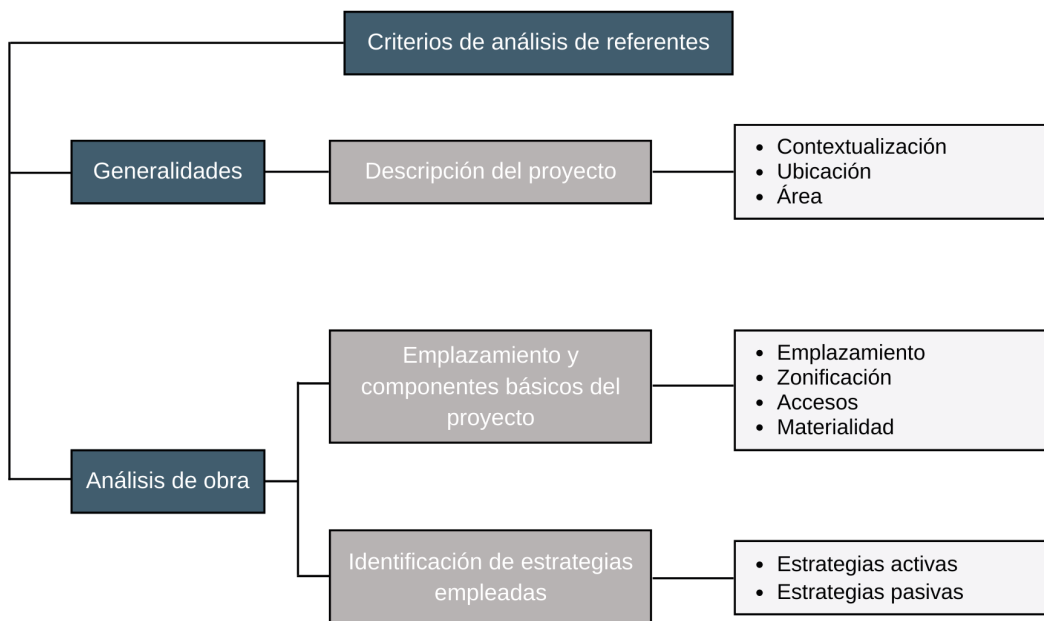 Criterios de análisis de referentes
Generalidades
Descripción del proyecto
• Contextualización
• Ubicación
• Área
Análisis de obra
Emplazamiento y
componentes básicos del
proyecto
• Emplazamiento
• Zonificación
• Accesos
• Materialidad
Identificación de estrategias
empleadas
• Estrategias activas
• Estrategias pasivas